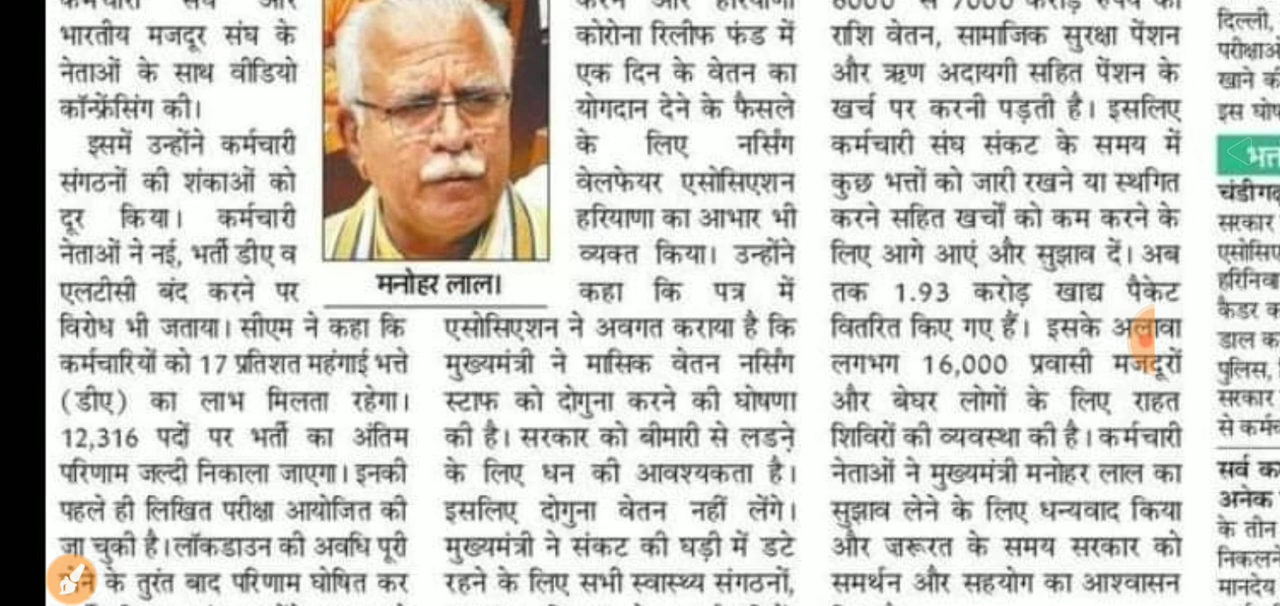 भारतीय मजदूर संघ के
नेताओं के साथ वीडियो
कॉन्फ्रेंसिंग की।
इसमें उन्होंने कर्मचारी
संगठनों की शंकाओं को
दूर किया। कर्मचारी
नेताओं ने नई, भर्ती डीए व
एलटीसी बंद करने पर
विरोध भी जताया। सीएम ने कहा कि
कर्मचारियों को 17 प्रतिशत महंगाई भत्ते
(डीए) का लाभ मिलता रहेगा।
12,316 पदों पर भर्ती का अंतिम
परिणाम जल्दी निकाला जाएगा। इनकी
पहले ही लिखित परीक्षा आयोजित की
जा चुकी है। लॉकडाउन की अवधि पूरी
के तुरंत बाद परिणाम घोषित कर
मनोहर लाल।
करने और हरियाणा
कोरोना रिलीफ फंड में
एक दिन के वेतन का
योगदान देने के फैसले
के लिए नर्सिंग
वेलफेयर एसोसिएशन
हरियाणा का आभार भी
व्यक्त किया। उन्होंने
कहा कि पत्र में
एसोसिएशन ने अवगत कराया है कि
मुख्यमंत्री ने मासिक वेतन नर्सिंग
स्टाफ को दोगुना करने की घोषणा
की है। सरकार को बीमारी से लडऩे
के लिए धन की आवश्यकता है।
इसलिए दोगुना वेतन नहीं लेंगे।
मुख्यमंत्री ने संकट की घड़ी में डटे
रहने के लिए सभी स्वास्थ्य संगठनों,
राशि वेतन, सामाजिक सुरक्षा पेंशन
और ऋण अदायगी सहित पेंशन के
खर्च पर करनी पड़ती है। इसलिए
कर्मचारी संघ संकट के समय में
कुछ भत्तों को जारी रखने या स्थगित
करने सहित खर्चों को कम करने के
लिए आगे आएं और सुझाव दें। अब
तक 1.93 करोड़ खाद्य पैकेट
वितरित किए गए हैं। इसके अलावा
लगभग 16,000 प्रवासी मजदूरों
और बेघर लोगों के लिए राहत
शिविरों की व्यवस्था की है। कर्मचारी
नेताओं ने मुख्यमंत्री मनोहर लाल का
सुझाव लेने के लिए धन्यवाद किया
और ज़रूरत के समय सरकार को
समर्थन और सहयोग का आश्वासन
दिल्ली,
खाने
इस
सरकार
कैडर
डाल
पुलिस,
सरकार
से
सर्व
अनेक
के तीन
मानदेय